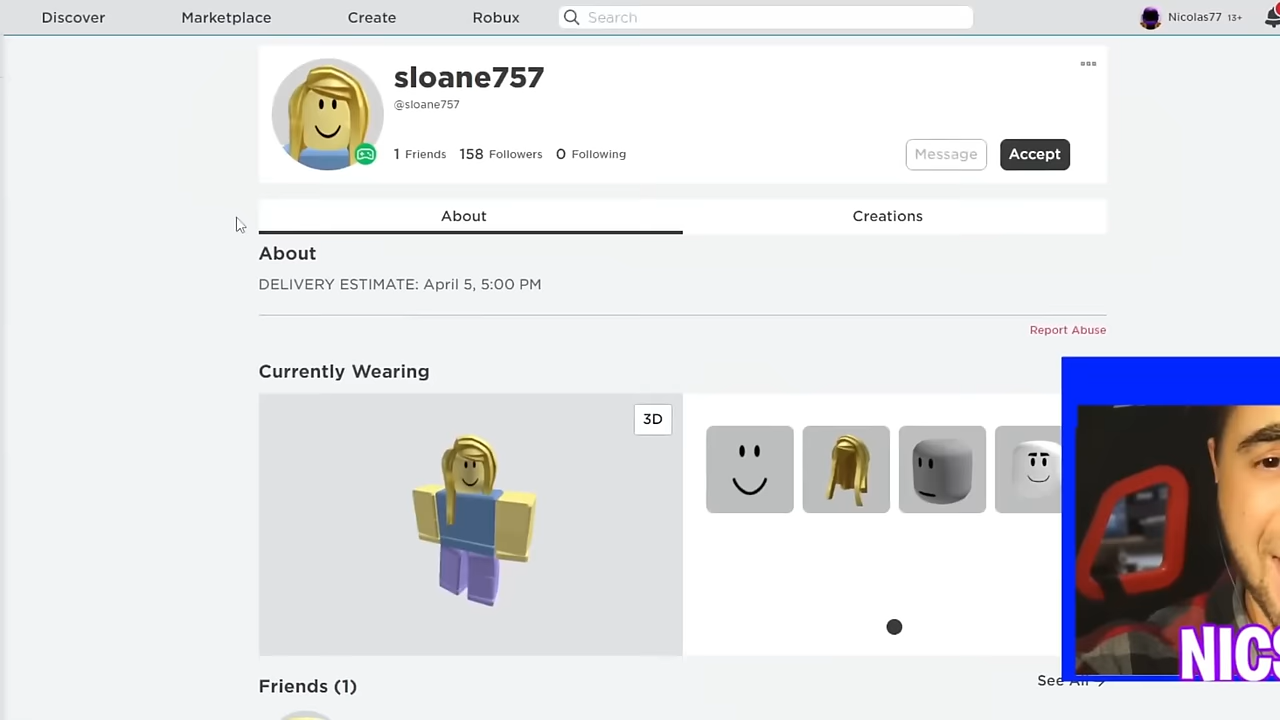 Discover Marketplace Create Robux Search Nicolas77 13+
sloane757
@sloane757
1 Friends 158 Followers 0 Following Message Accept
About Creations
About
DELIVERY ESTIMATE: April 5, 5:00 PM
Report Abuse
Currently Wearing
3D
NICS
See All
Friends (1)